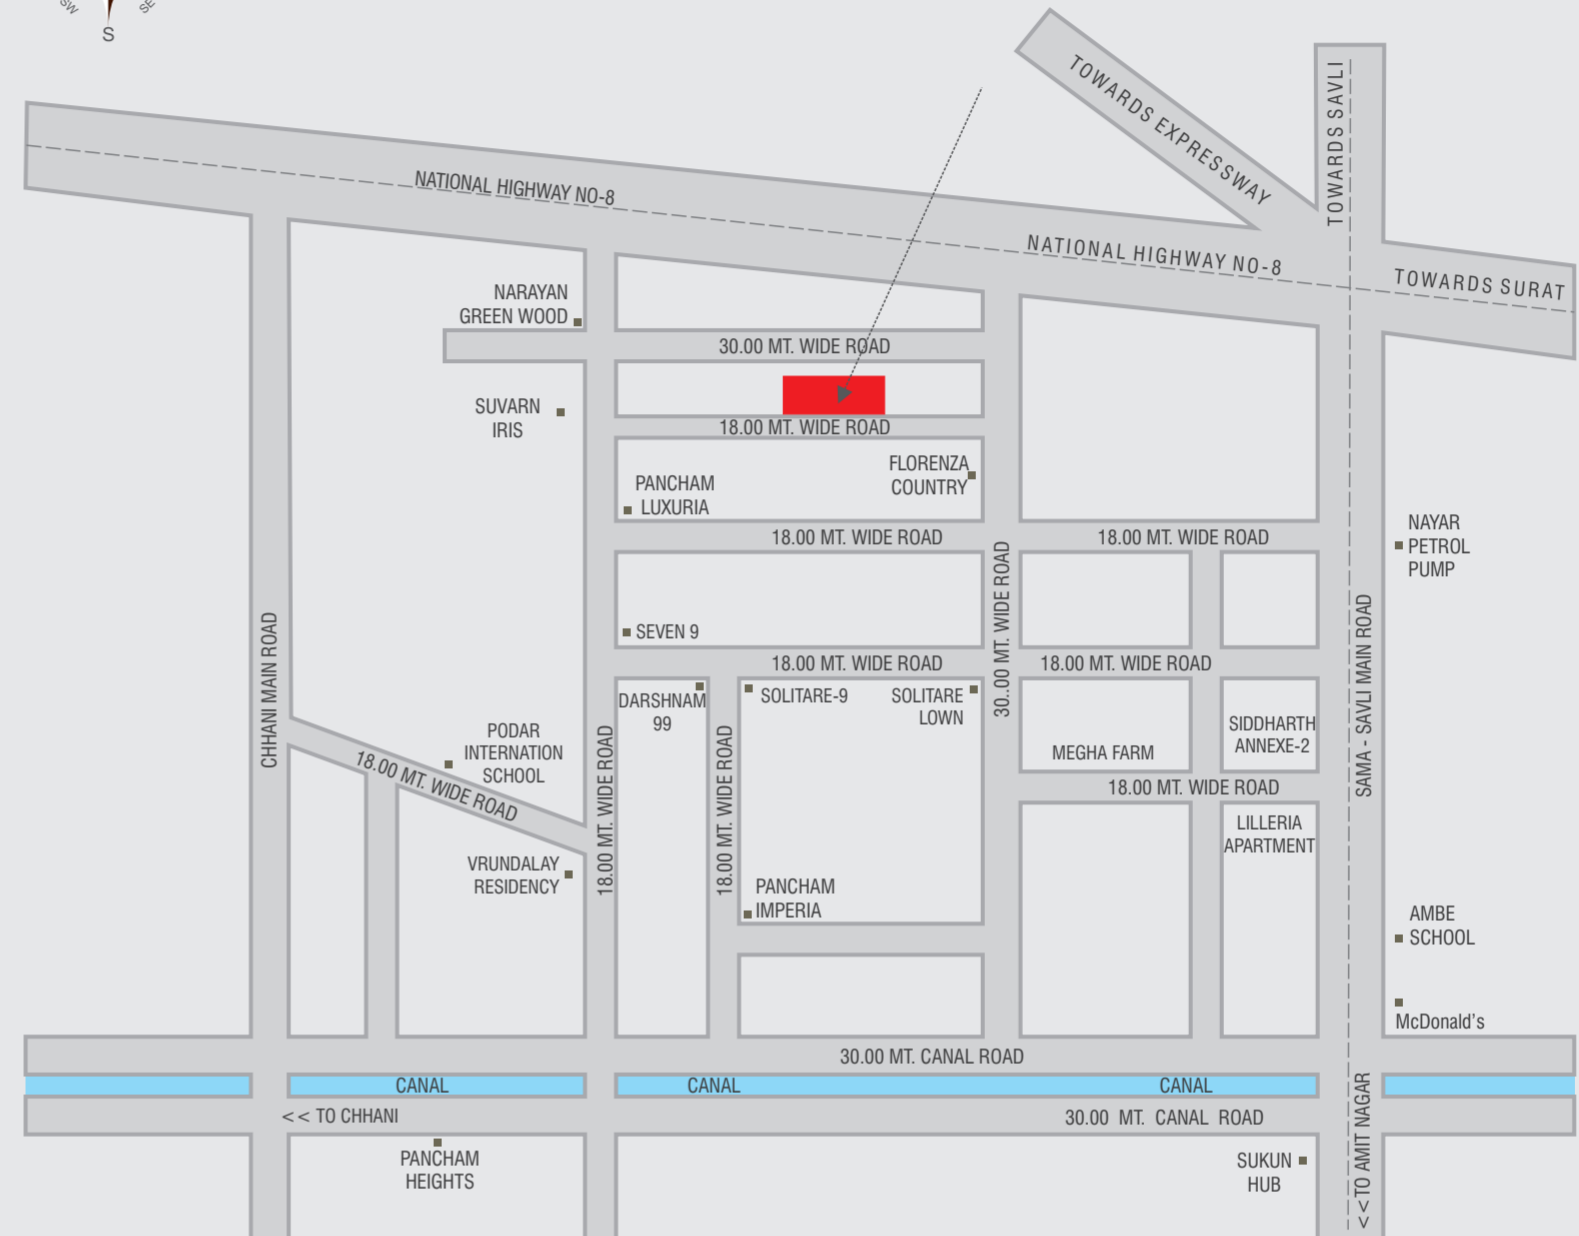 SW
SE
S
TOWARDS EXPRESSWAY
TOWARDS SAVLI
NATIONAL HIGHWAY NO-8
NATIONAL HIGHWAY NO-8
TOWARDS SURAT
NARAYAN
GREEN WOOD
30.00 MT. WIDE ROAD
SUVARN
IRIS
18.00 MT. WIDE ROAD
FLORENZA
COUNTRY
PANCHAM
LUXURIA
18.00 MT. WIDE ROAD
18.00 MT. WIDE ROAD
NAYAR
PETROL
PUMP
30..00 MT. WIDE ROAD
SEVEN 9
CHHANI MAIN ROAD
SAMA - SAVLI MAIN ROAD
18.00 MT. WIDE ROAD
18.00 MT. WIDE ROAD
DARSHNAM
99
SOLITARE-9
SOLITARE
LOWN
PODAR
INTERNATION
SCHOOL
18.00 MT. WIDE ROAD
18.00 MT. WIDE ROAD
18.00 MT. WIDE ROAD
MEGHA FARM
SIDDHARTH
ANNEXE-2
18.00 MT. WIDE ROAD
LILLERIA
APARTMENT
VRUNDALAY
RESIDENCY
PANCHAM
IMPERIA
AMBE
SCHOOL
McDonald's
30.00 MT. CANAL ROAD
CANAL
CANAL
CANAL
<< TO CHHANI
30.00 MT. CANAL ROAD
<< TO AMIT NAGAR
PANCHAM
HEIGHTS
SUKUN
HUB